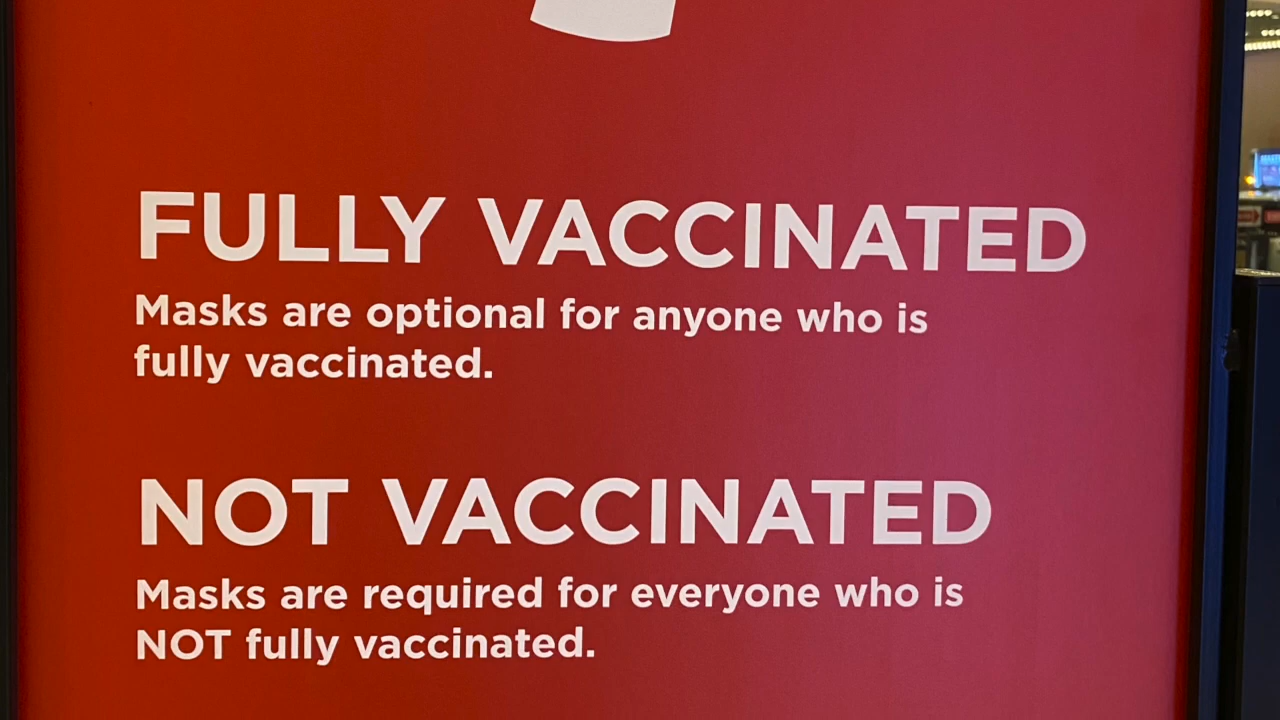 FULLY VACCINATED
Masks are optional for anyone who is
fully vaccinated.
NOT VACCINATED
Masks are required for everyone who is
NOT fully vaccinated.